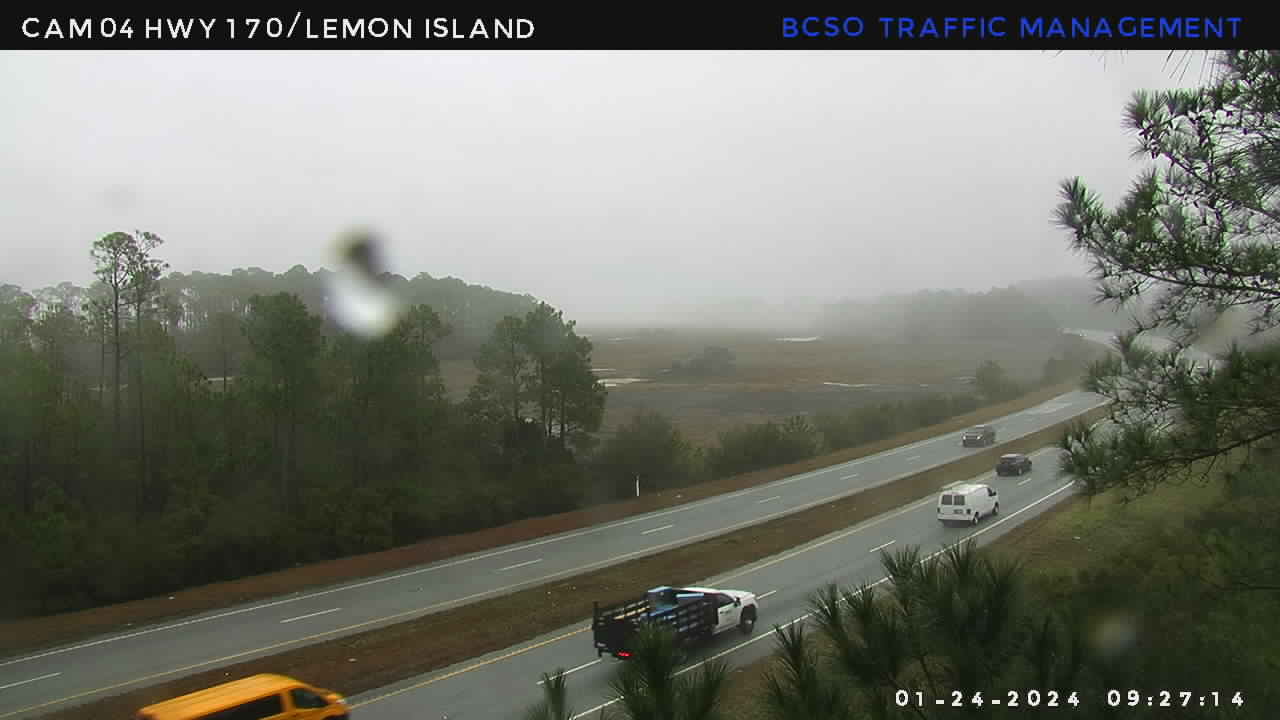 CAM04 HWY 170/LEMON ISLAND
BCSO TRAFFIC MANAGEMENT
01-24-2024 09:27:14